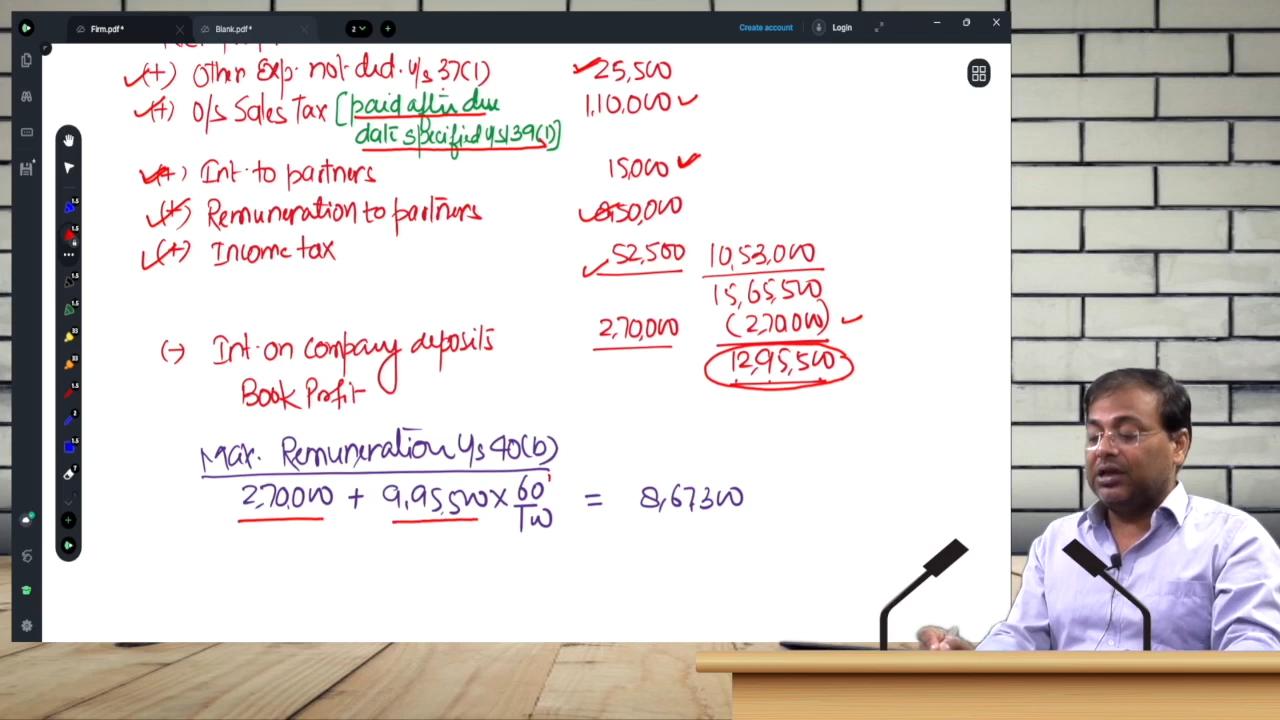 Firm.pdf*
Blank.pdf*
2
Create account
Login
(+) Other Exp. not ded. u/s 37(1) 25,500
(+) O/s Sales Tax [paid after due 1,10,000
date specified u/s 139(1)]
(+) Int. to partners 15,000
(+) Remuneration to partners 8,50,000
(+) Income tax 52,500 10,53,000
15,65,500
(-) Int. on company deposits 2,70,000 (2,70,000)
Book Profit 12,95,500
Max. Remuneration u/s 40(b)
2,70,000 + 9,95,500 × 60/100 = 8,67,300